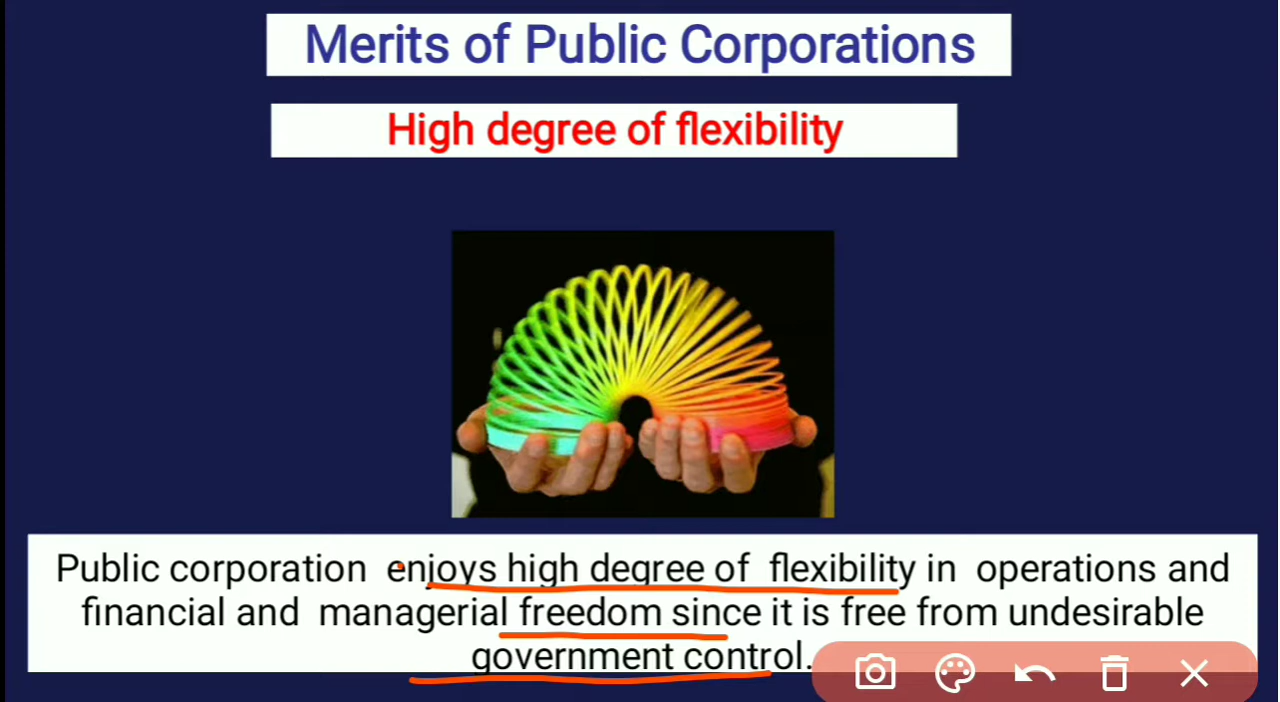 Merits of Public Corporations
High degree of flexibility
Public corporation enjoys high degree of flexibility in operations and
financial and managerial freedom since it is free from undesirable
government control.